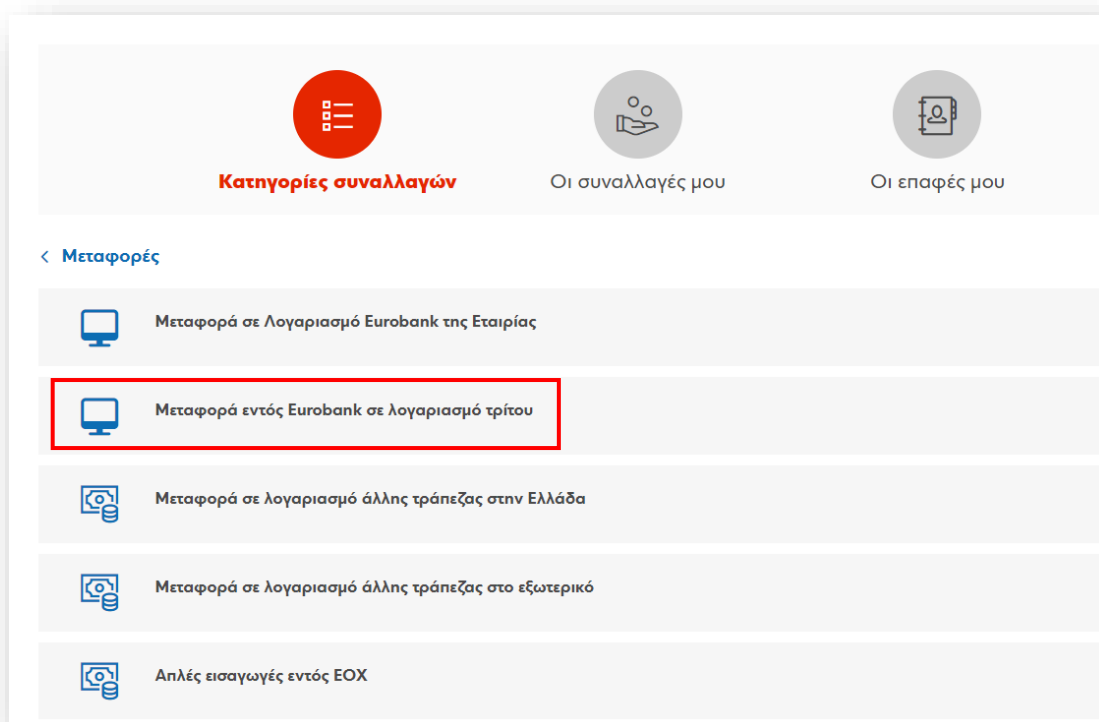 Κατηγορίες συναλλαγών
Οι συναλλαγές μου
Οι επαφές μου
Μεταφορές
Μεταφορά σε Λογαριασμό Eurobank της Εταιρίας
Μεταφορά εντός Eurobank σε λογαριασμό τρίτου
Μεταφορά σε λογαριασμό άλλης τράπεζας στην Ελλάδα
Μεταφορά σε λογαριασμό άλλης τράπεζας στο εξωτερικό
Απλές εισαγωγές εντός ΕΟΧ